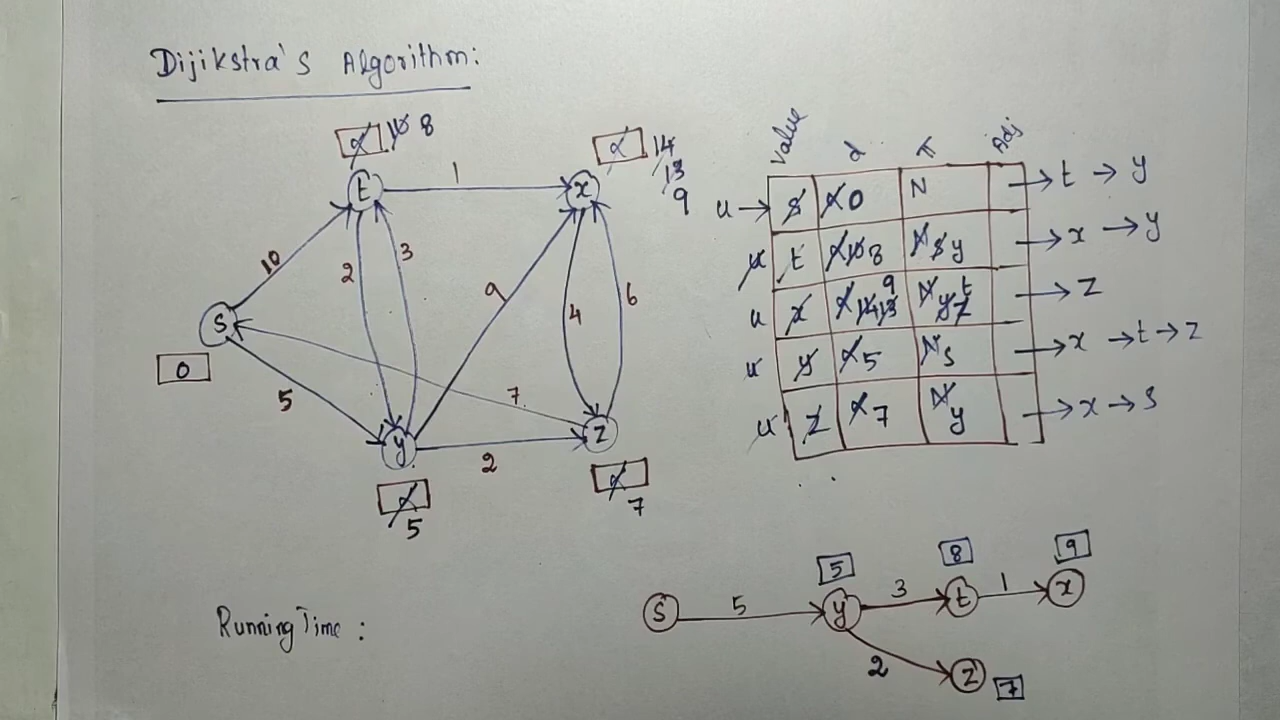 Dijikstra's Algorithm:
∝ 10 8
∝ 14
13
9
t
1
x
10
2
3
9
4
6
S
0
5
7
y
2
z
∝
5
∝
7
Value d π Adj
u → s ∝ 0 N → t → y
u t ∝ 10 8 N s y → x → y
u x ∝ 14 13 9 N y z t → z
u y ∝ 5 N s → x → t → z
u z ∝ 7 N y → x → s
Running Time :
5 8 9
S 5 y 3 t 1 x
2 z 7